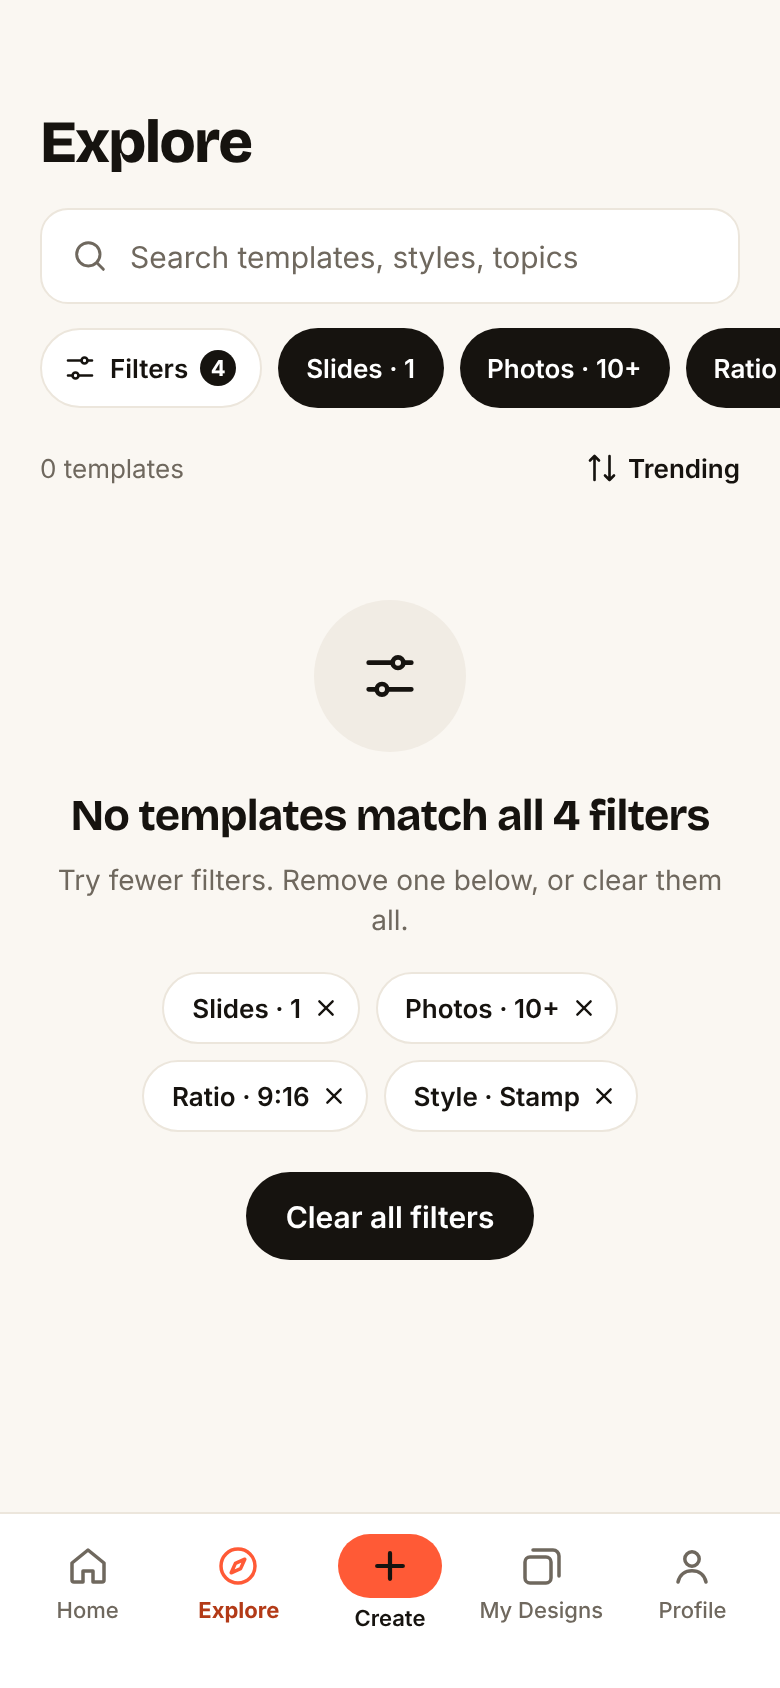 Explore
Search templates, styles, topics
Filters 4 Slides · 1 Photos · 10+ Ratio
0 templates Trending
No templates match all 4 filters
Try fewer filters. Remove one below, or clear them
all.
Slides · 1 Photos · 10+
Ratio · 9:16 Style · Stamp
Clear all filters
Home Explore Create My Designs Profile